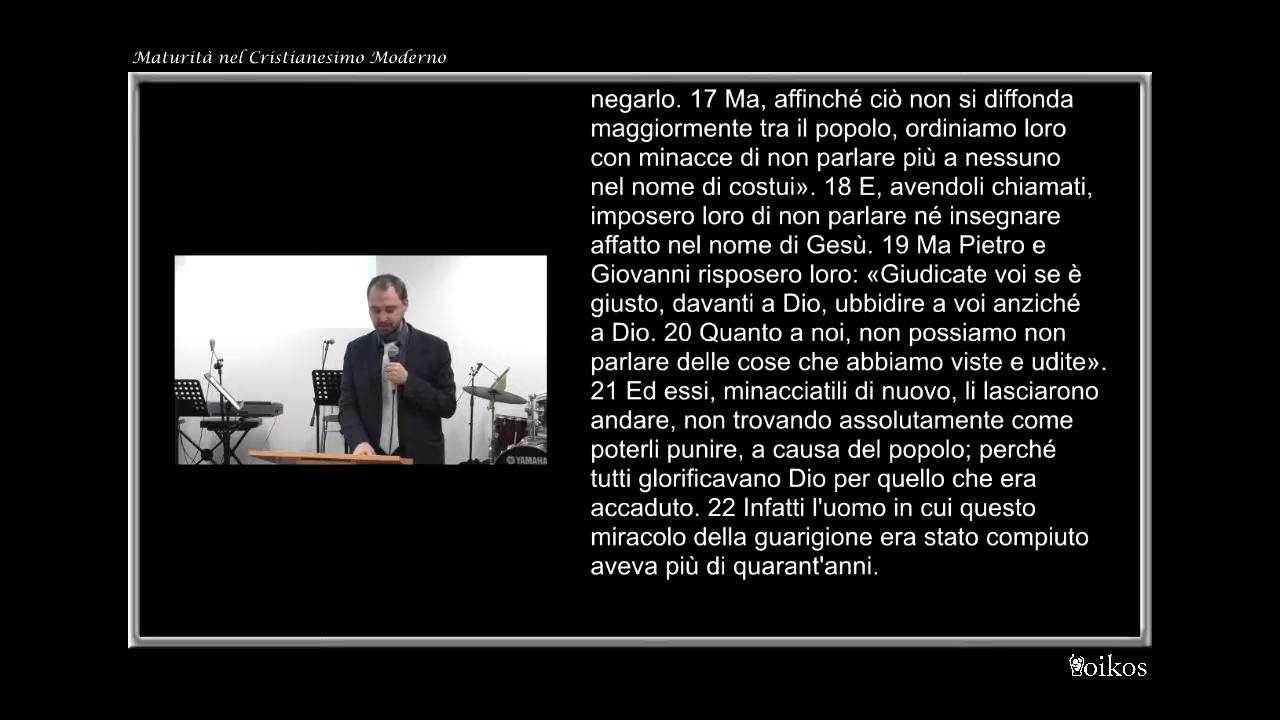 Maturità nel Cristianesimo Moderno
negarlo. 17 Ma, affinché ciò non si diffonda
maggiormente tra il popolo, ordiniamo loro
con minacce di non parlare più a nessuno
nel nome di costui». 18 E, avendoli chiamati,
imposero loro di non parlare né insegnare
affatto nel nome di Gesù. 19 Ma Pietro e
Giovanni risposero loro: «Giudicate voi se è
giusto, davanti a Dio, ubbidire a voi anziché
a Dio. 20 Quanto a noi, non possiamo non
parlare delle cose che abbiamo viste e udite».
21 Ed essi, minacciatili di nuovo, li lasciarono
andare, non trovando assolutamente come
poterli punire, a causa del popolo; perché
tutti glorificavano Dio per quello che era
accaduto. 22 Infatti l'uomo in cui questo
miracolo della guarigione era stato compiuto
aveva più di quarant'anni.
YAMAHA
oikos